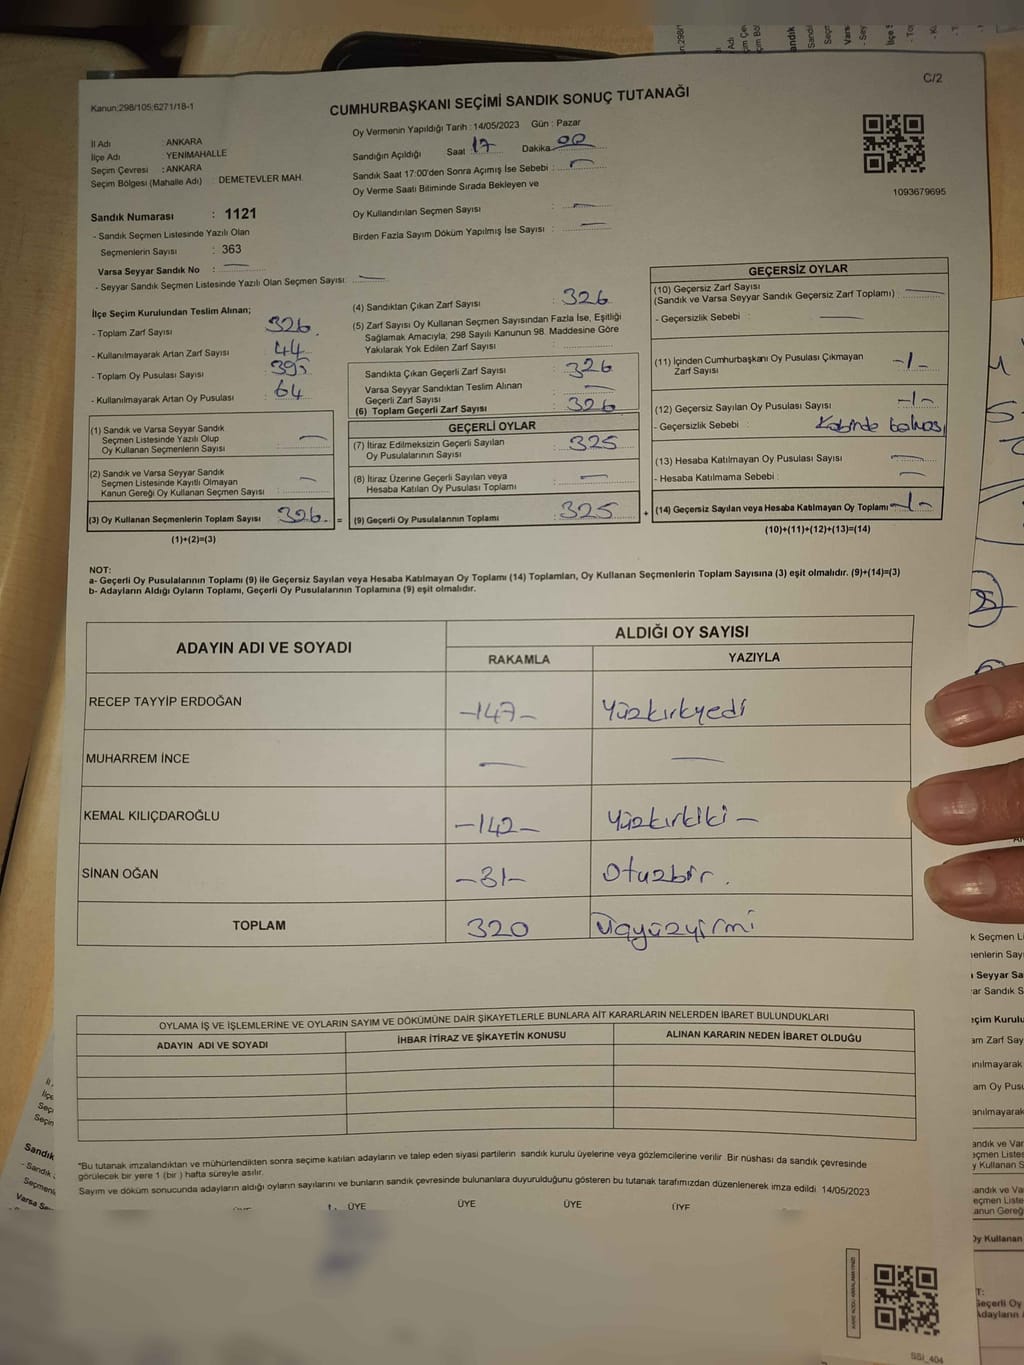 C/2
Kanun:298/105;6271/18-1
CUMHURBAŞKANI SEÇİMİ SANDIK SONUÇ TUTANAĞI
İl Adı : ANKARA
İlçe Adı : YENİMAHALLE
Seçim Çevresi : ANKARA
Seçim Bölgesi (Mahalle Adı) : DEMETEVLER MAH.
Oy Vermenin Yapıldığı Tarih : 14/05/2023 Gün : Pazar
Sandığın Açıldığı Saat : 17 Dakika 00
Sandık Saat 17:00'den Sonra Açımış İse Sebebi : —
Oy Verme Saati Bitiminde Sırada Bekleyen ve
Oy Kullandırılan Seçmen Sayısı : —
Birden Fazla Sayım Döküm Yapılmış İse Sayısı : —
1093679695
Sandık Numarası : 1121
- Sandık Seçmen Listesinde Yazılı Olan
Seçmenlerin Sayısı : 363
Varsa Seyyar Sandık No : —
- Seyyar Sandık Seçmen Listesinde Yazılı Olan Seçmen Sayısı: —
İlçe Seçim Kurulundan Teslim Alınan;
- Toplam Zarf Sayısı 326
- Kullanılmayarak Artan Zarf Sayısı 44
- Toplam Oy Pusulası Sayısı
- Kullanılmayarak Artan Oy Pusulası : 64
(1) Sandık ve Varsa Seyyar Sandık
Seçmen Listesinde Yazılı Olup
Oy Kullanan Seçmenlerin Sayısı : —
(2) Sandık ve Varsa Seyyar Sandık
Seçmen Listesinde Kayıtlı Olmayan
Kanun Gereği Oy Kullanan Seçmen Sayısı : —
(3) Oy Kullanan Seçmenlerin Toplam Sayısı : 326 =
(1)+(2)=(3)
(4) Sandıktan Çıkan Zarf Sayısı : 326
(5) Zarf Sayısı Oy Kullanan Seçmen Sayısından Fazla İse, Eşitliği
Sağlamak Amacıyla, 298 Sayılı Kanunun 98. Maddesine Göre
Yakılarak Yok Edilen Zarf Sayısı :
Sandıkta Çıkan Geçerli Zarf Sayısı : 326
Varsa Seyyar Sandıktan Teslim Alınan
Geçerli Zarf Sayısı : —
(6) Toplam Geçerli Zarf Sayısı : 326
GEÇERLİ OYLAR
(7) İtiraz Edilmeksizin Geçerli Sayılan
Oy Pusulalarının Sayısı : 325
(8) İtiraz Üzerine Geçerli Sayılan veya
Hesaba Katılan Oy Pusulası Toplamı : —
(9) Geçerli Oy Pusulalarının Toplamı : 325 +
GEÇERSİZ OYLAR
(10) Geçersiz Zarf Sayısı
(Sandık ve Varsa Seyyar Sandık Geçersiz Zarf Toplamı) : —
- Geçersizlik Sebebi : —
(11) İçinden Cumhurbaşkanı Oy Pusulası Çıkmayan
Zarf Sayısı : -1-
(12) Geçersiz Sayılan Oy Pusulası Sayısı : -1-
- Geçersizlik Sebebi : Kabinde
(13) Hesaba Katılmayan Oy Pusulası Sayısı : —
- Hesaba Katılmama Sebebi : —
(14) Geçersiz Sayılan veya Hesaba Katılmayan Oy Toplamı -1-
(10)+(11)+(12)+(13)=(14)
NOT:
a- Geçerli Oy Pusulalarının Toplamı (9) ile Geçersiz Sayılan veya Hesaba Katılmayan Oy Toplamı (14) Toplamları, Oy Kullanan Seçmenlerin Toplam Sayısına (3) eşit olmalıdır. (9)+(14)=(3)
b- Adayların Aldığı Oyların Toplamı, Geçerli Oy Pusulalarının Toplamına (9) eşit olmalıdır.
ADAYIN ADI VE SOYADI
ALDIĞI OY SAYISI
RAKAMLA YAZIYLA
RECEP TAYYİP ERDOĞAN -147- Yüzkırkyedi
MUHARREM İNCE — —
KEMAL KILIÇDAROĞLU -142- Yüzkırkiki -
SİNAN OĞAN -31- Otuzbir.
TOPLAM 320 Üçyüzyirmi
OYLAMA İŞ VE İŞLEMLERİNE VE OYLARIN SAYIM VE DÖKÜMÜNE DAİR ŞİKAYETLERLE BUNLARA AİT KARARLARIN NELERDEN İBARET BULUNDUKLARI
ADAYIN ADI VE SOYADI İHBAR İTİRAZ VE ŞİKAYETİN KONUSU ALINAN KARARIN NEDEN İBARET OLDUĞU
*Bu tutanak imzalandıktan ve mühürlendikten sonra seçime katılan adayların ve talep eden siyasi partilerin sandık kurulu üyelerine veya gözlemcilerine verilir. Bir nüshası da sandık çevresinde
görülecek bir yere 1 (bir ) hafta süreyle asılır.
Sayım ve döküm sonucunda adayların aldığı oyların sayılarını ve bunların sandık çevresinde bulunanlara duyurulduğunu gösteren bu tutanak tarafımızdan düzenlenerek imza edildi. 14/05/2023
ÜYE ÜYE ÜYE ÜYE
SSI_404